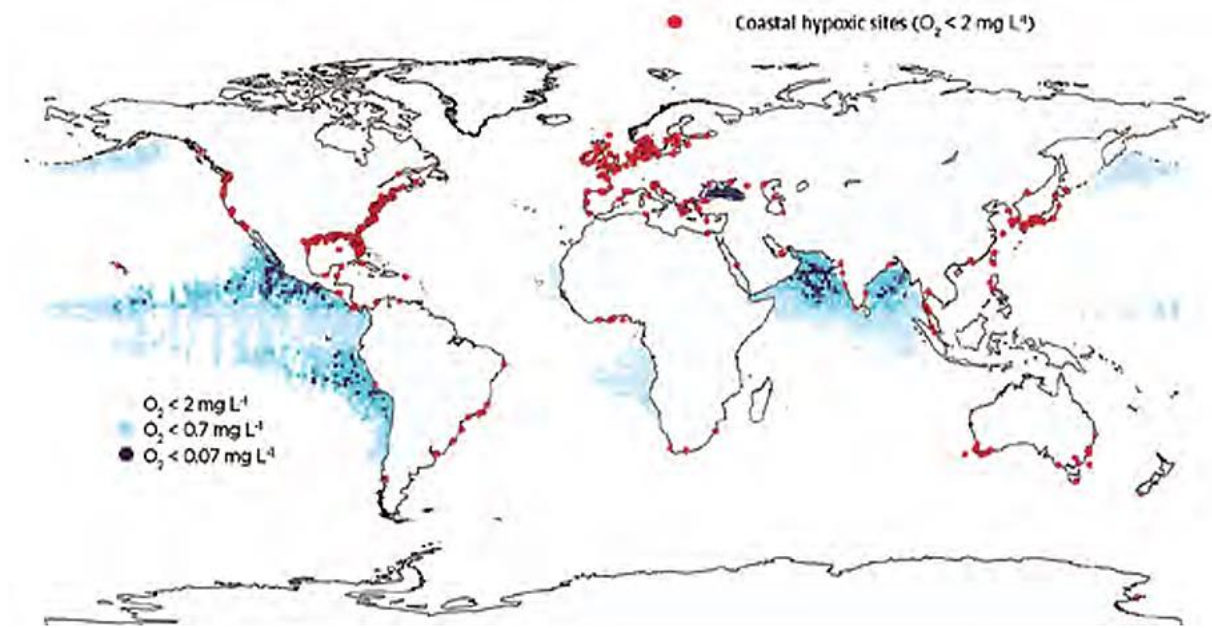 Coastal hypoxic sites (O₂ < 2 mg L⁻¹)
O₂ < 2 mg L⁻¹
O₂ < 0.7 mg L⁻¹
O₂ < 0.07 mg L⁻¹